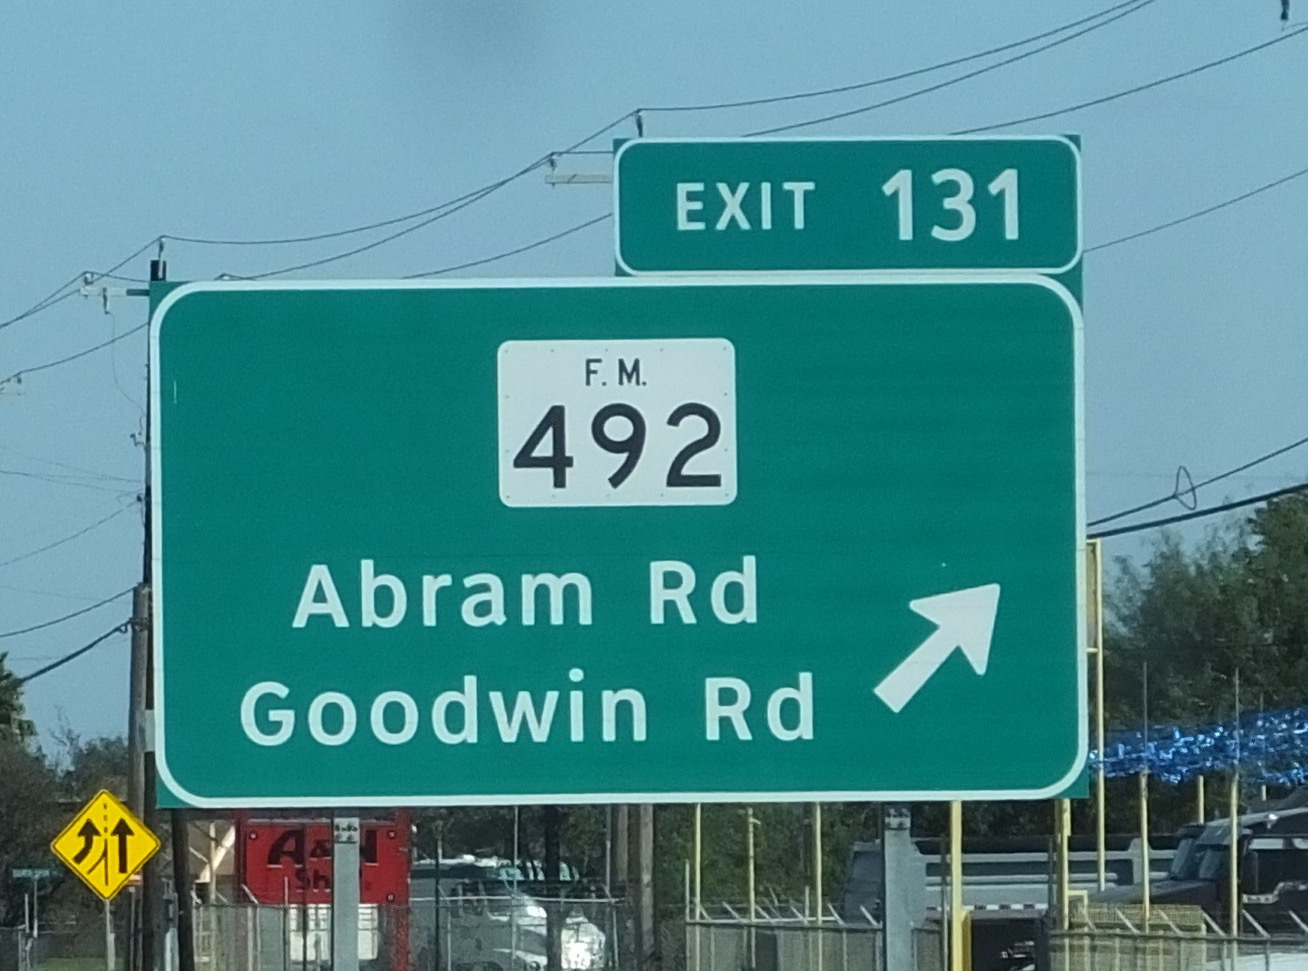 EXIT 131
F.M.
492
Abram Rd
Goodwin Rd
A&N